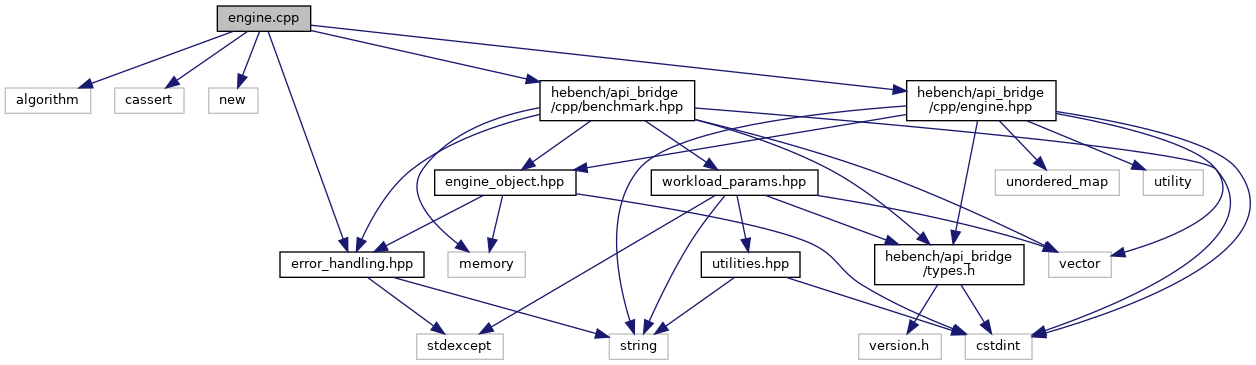 engine.cpp
algorithm
cassert
new
hebench/api_bridge
/cpp/benchmark.hpp
hebench/api_bridge
/cpp/engine.hpp
engine_object.hpp
workload_params.hpp
unordered_map
utility
error_handling.hpp
memory
utilities.hpp
hebench/api_bridge
/types.h
vector
stdexcept
string
version.h
cstdint